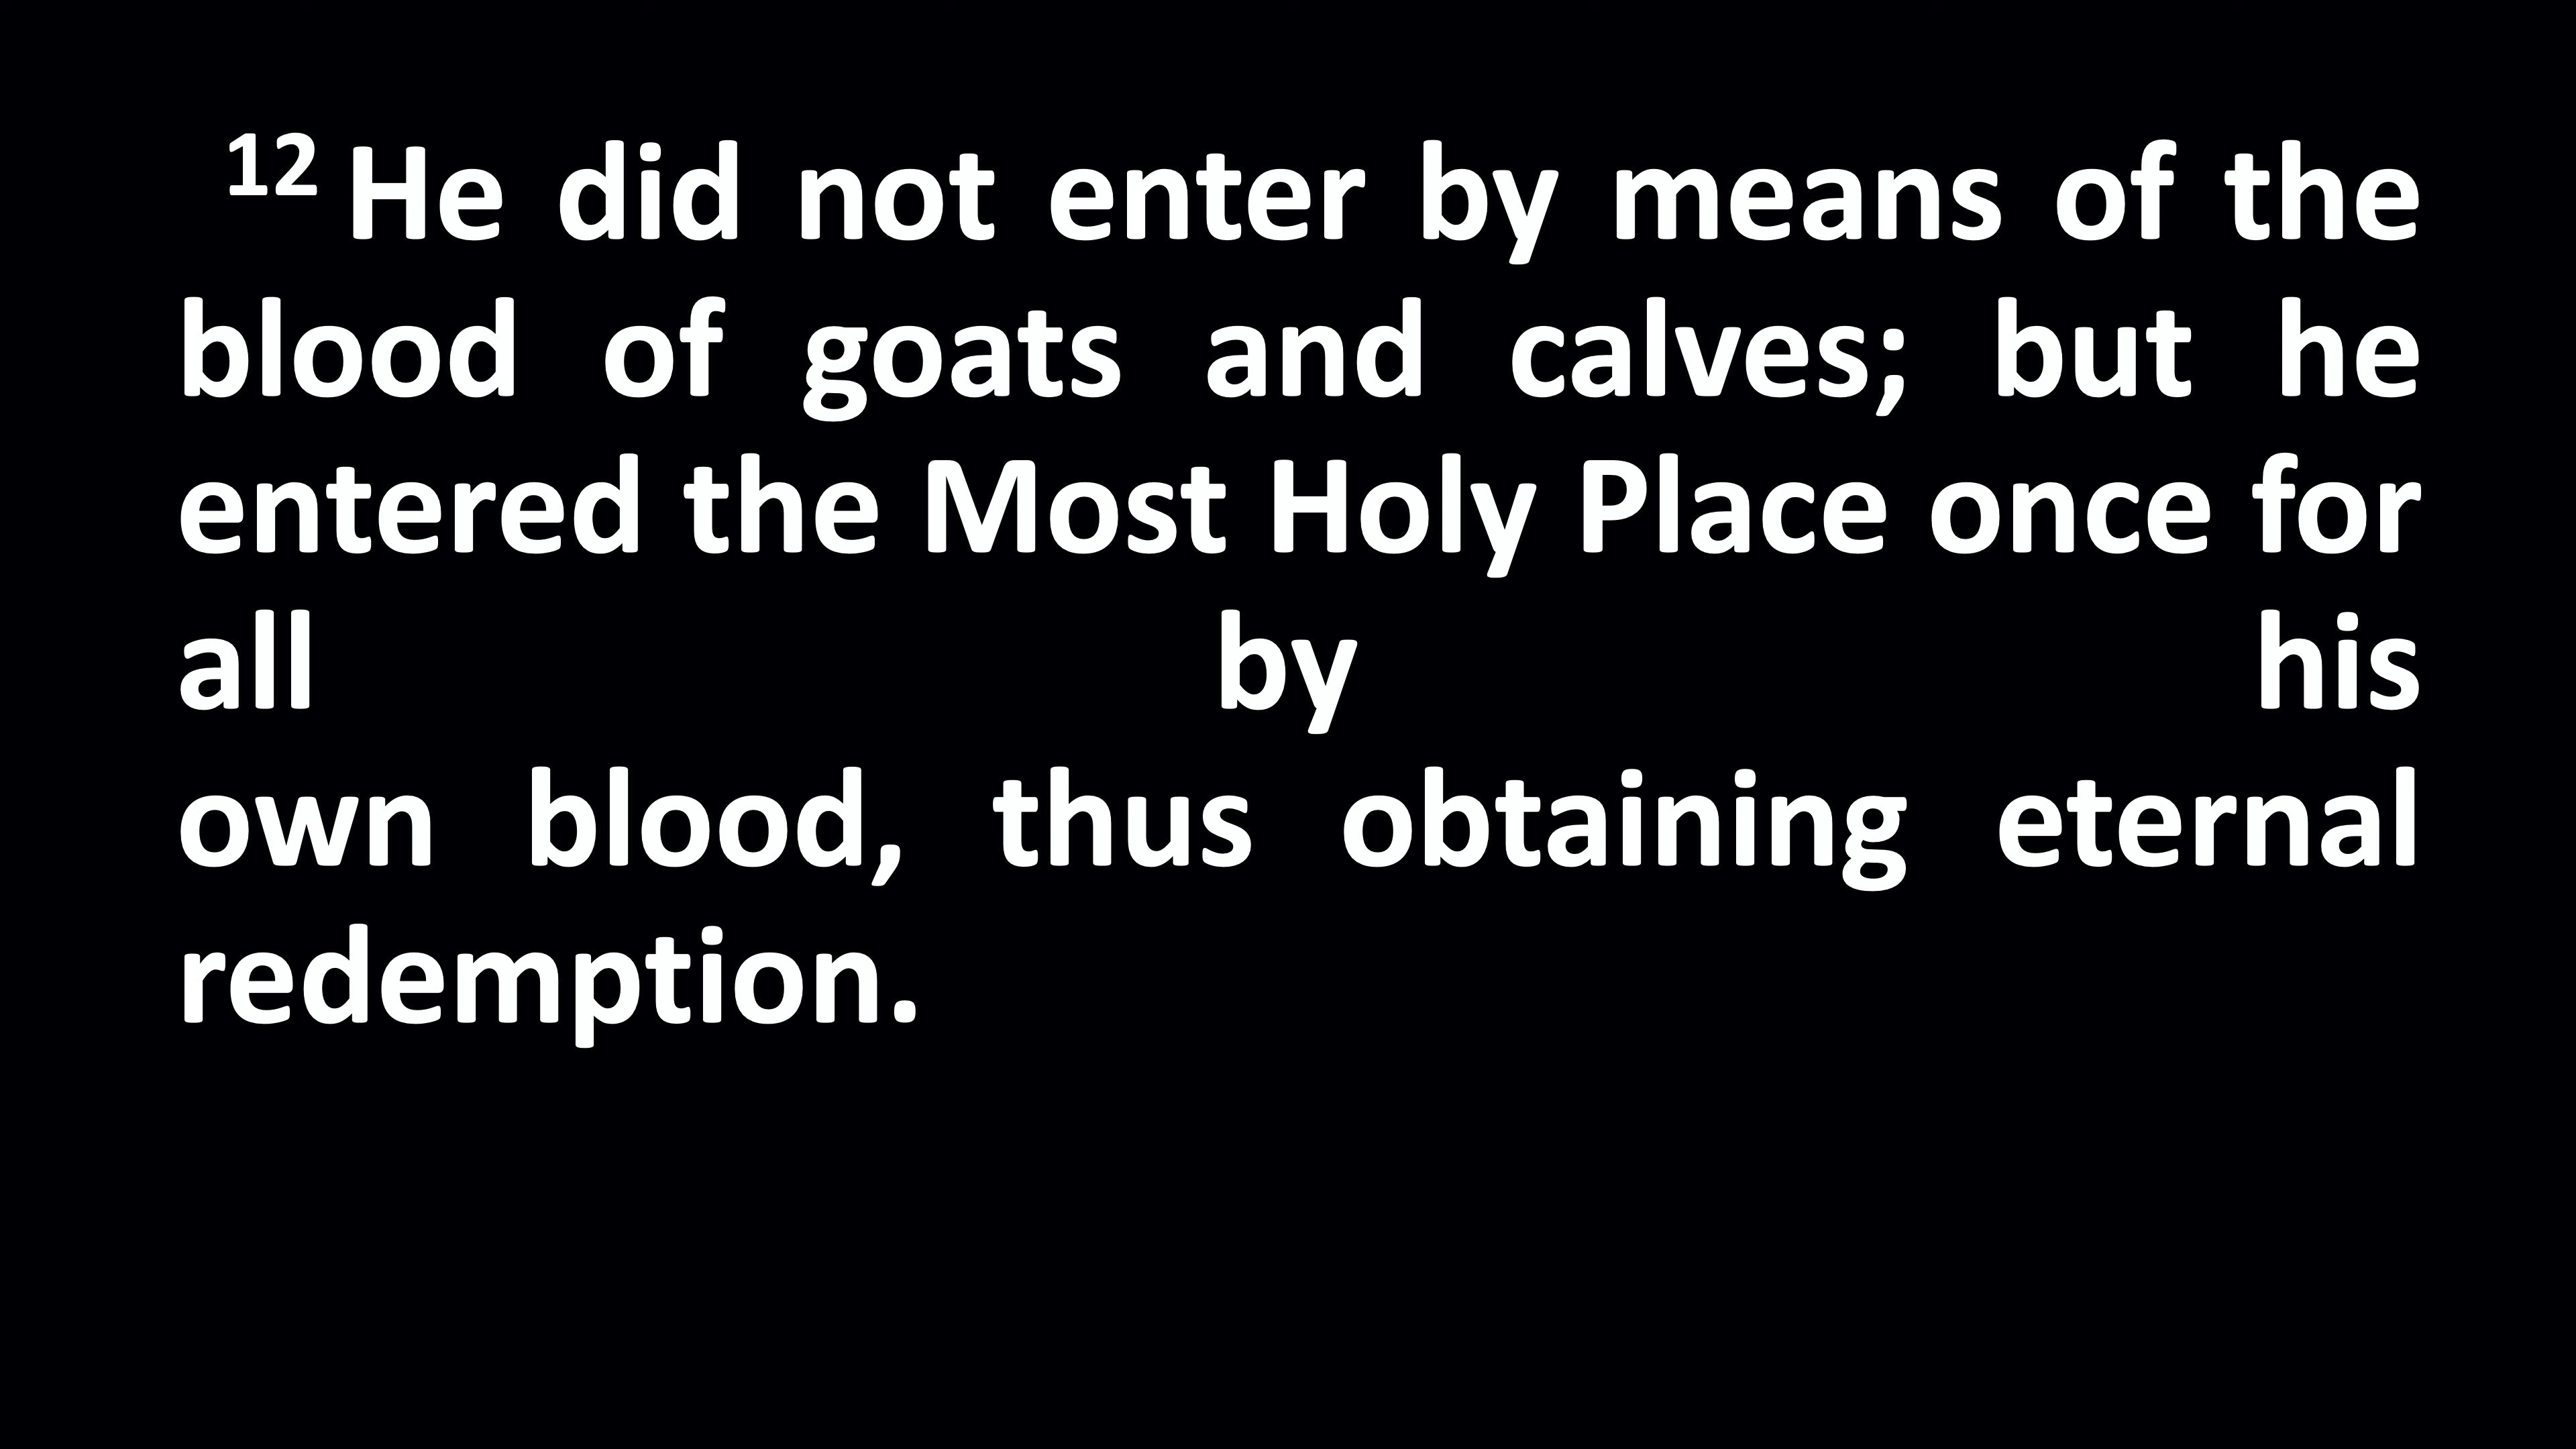 12 He did not enter by means of the
blood of goats and calves; but he
entered the Most Holy Place once for
all by his
own blood, thus obtaining eternal
redemption.